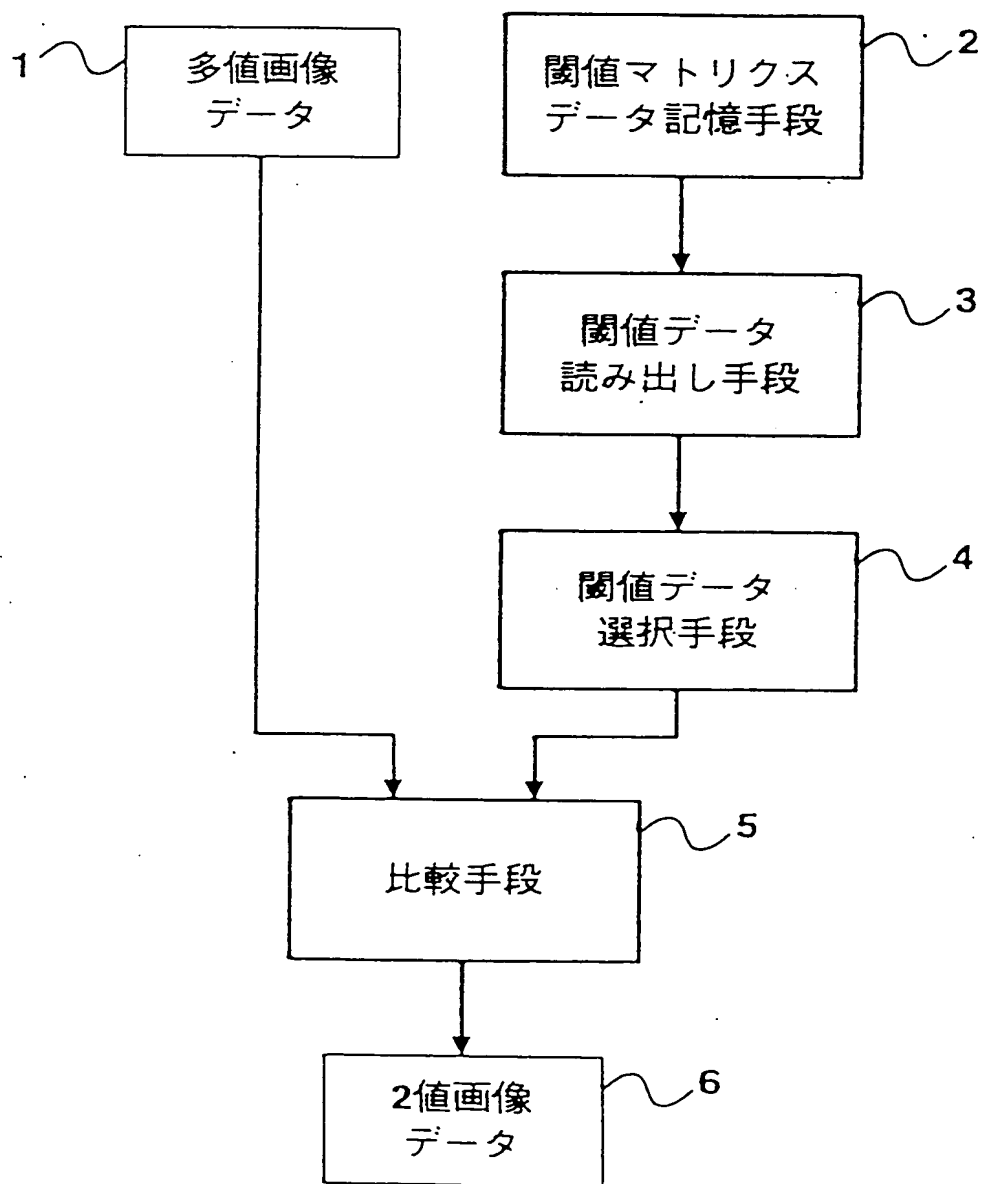 1
多値画像
データ
2
閾値マトリクス
データ記憶手段
3
閾値データ
読み出し手段
4
閾値データ
選択手段
5
比較手段
6
2値画像
データ